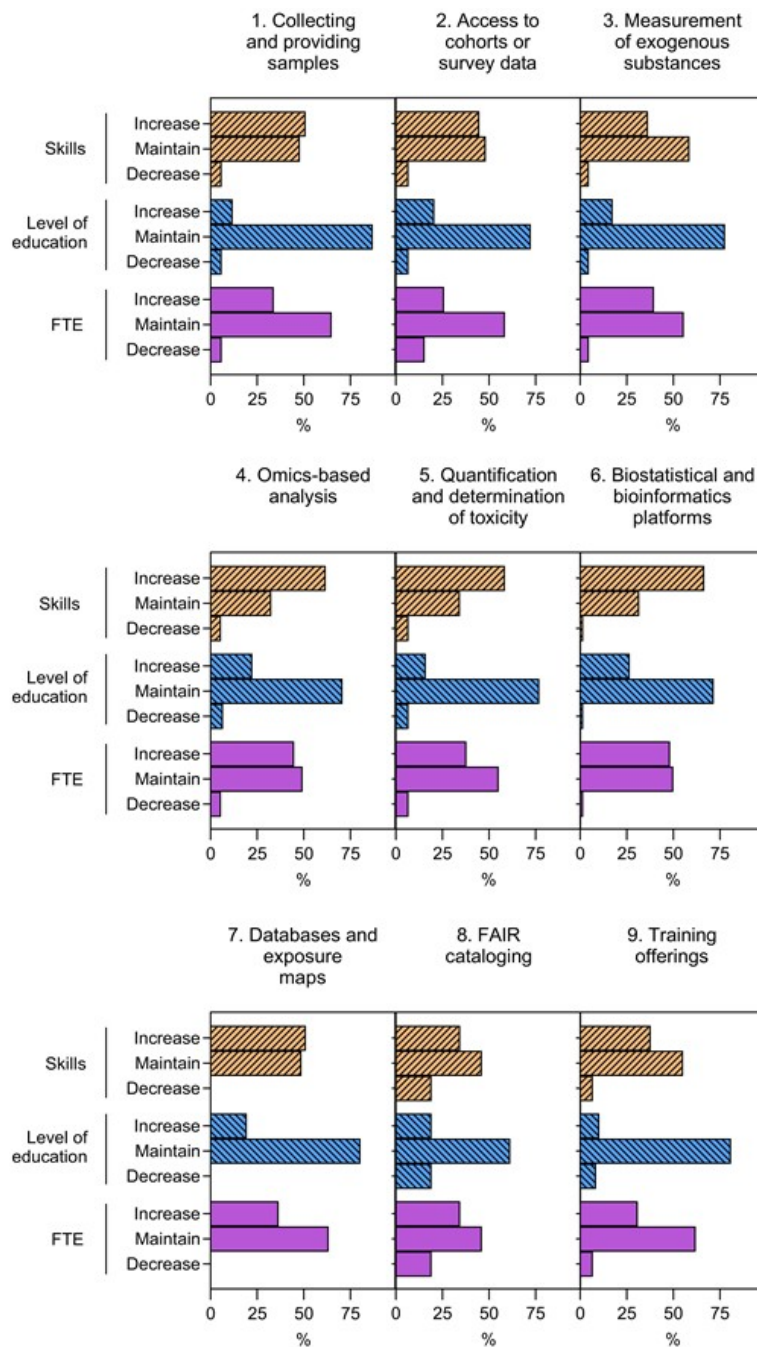 1. Collecting
and providing
samples
2. Access to
cohorts or
survey data
3. Measurement
of exogenous
substances
Skills
Increase
Maintain
Decrease
Level of
education
Increase
Maintain
Decrease
FTE
Increase
Maintain
Decrease
0 25 50 75
0 25 50 75
0 25 50 75
% % %
4. Omics-based
analysis
5. Quantification
and determination
of toxicity
6. Biostatistical and
bioinformatics
platforms
Skills
Increase
Maintain
Decrease
Level of
education
Increase
Maintain
Decrease
FTE
Increase
Maintain
Decrease
0 25 50 75
0 25 50 75
0 25 50 75
% % %
7. Databases and
exposure
maps
8. FAIR
cataloging
9. Training
offerings
Skills
Increase
Maintain
Decrease
Level of
education
Increase
Maintain
Decrease
FTE
Increase
Maintain
Decrease
0 25 50 75
0 25 50 75
0 25 50 75
% % %